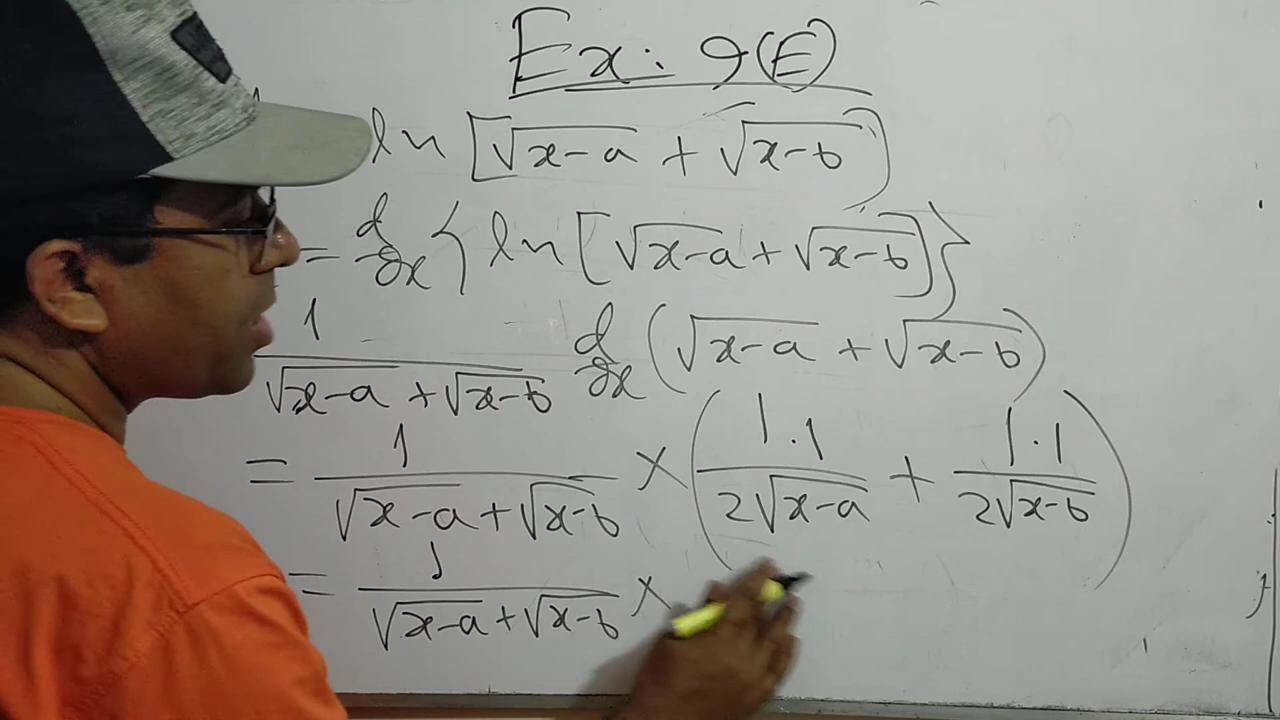 Ex: 9(E)
ln [√x-a + √x-b)
= d/dx { ln [√x-a + √x-b] }
1/(√x-a + √x-b) d/dx (√x-a + √x-b)
= 1/(√x-a + √x-b) × (1.1/(2√x-a) + 1.1/(2√x-b))
= 1/(√x-a + √x-b) ×